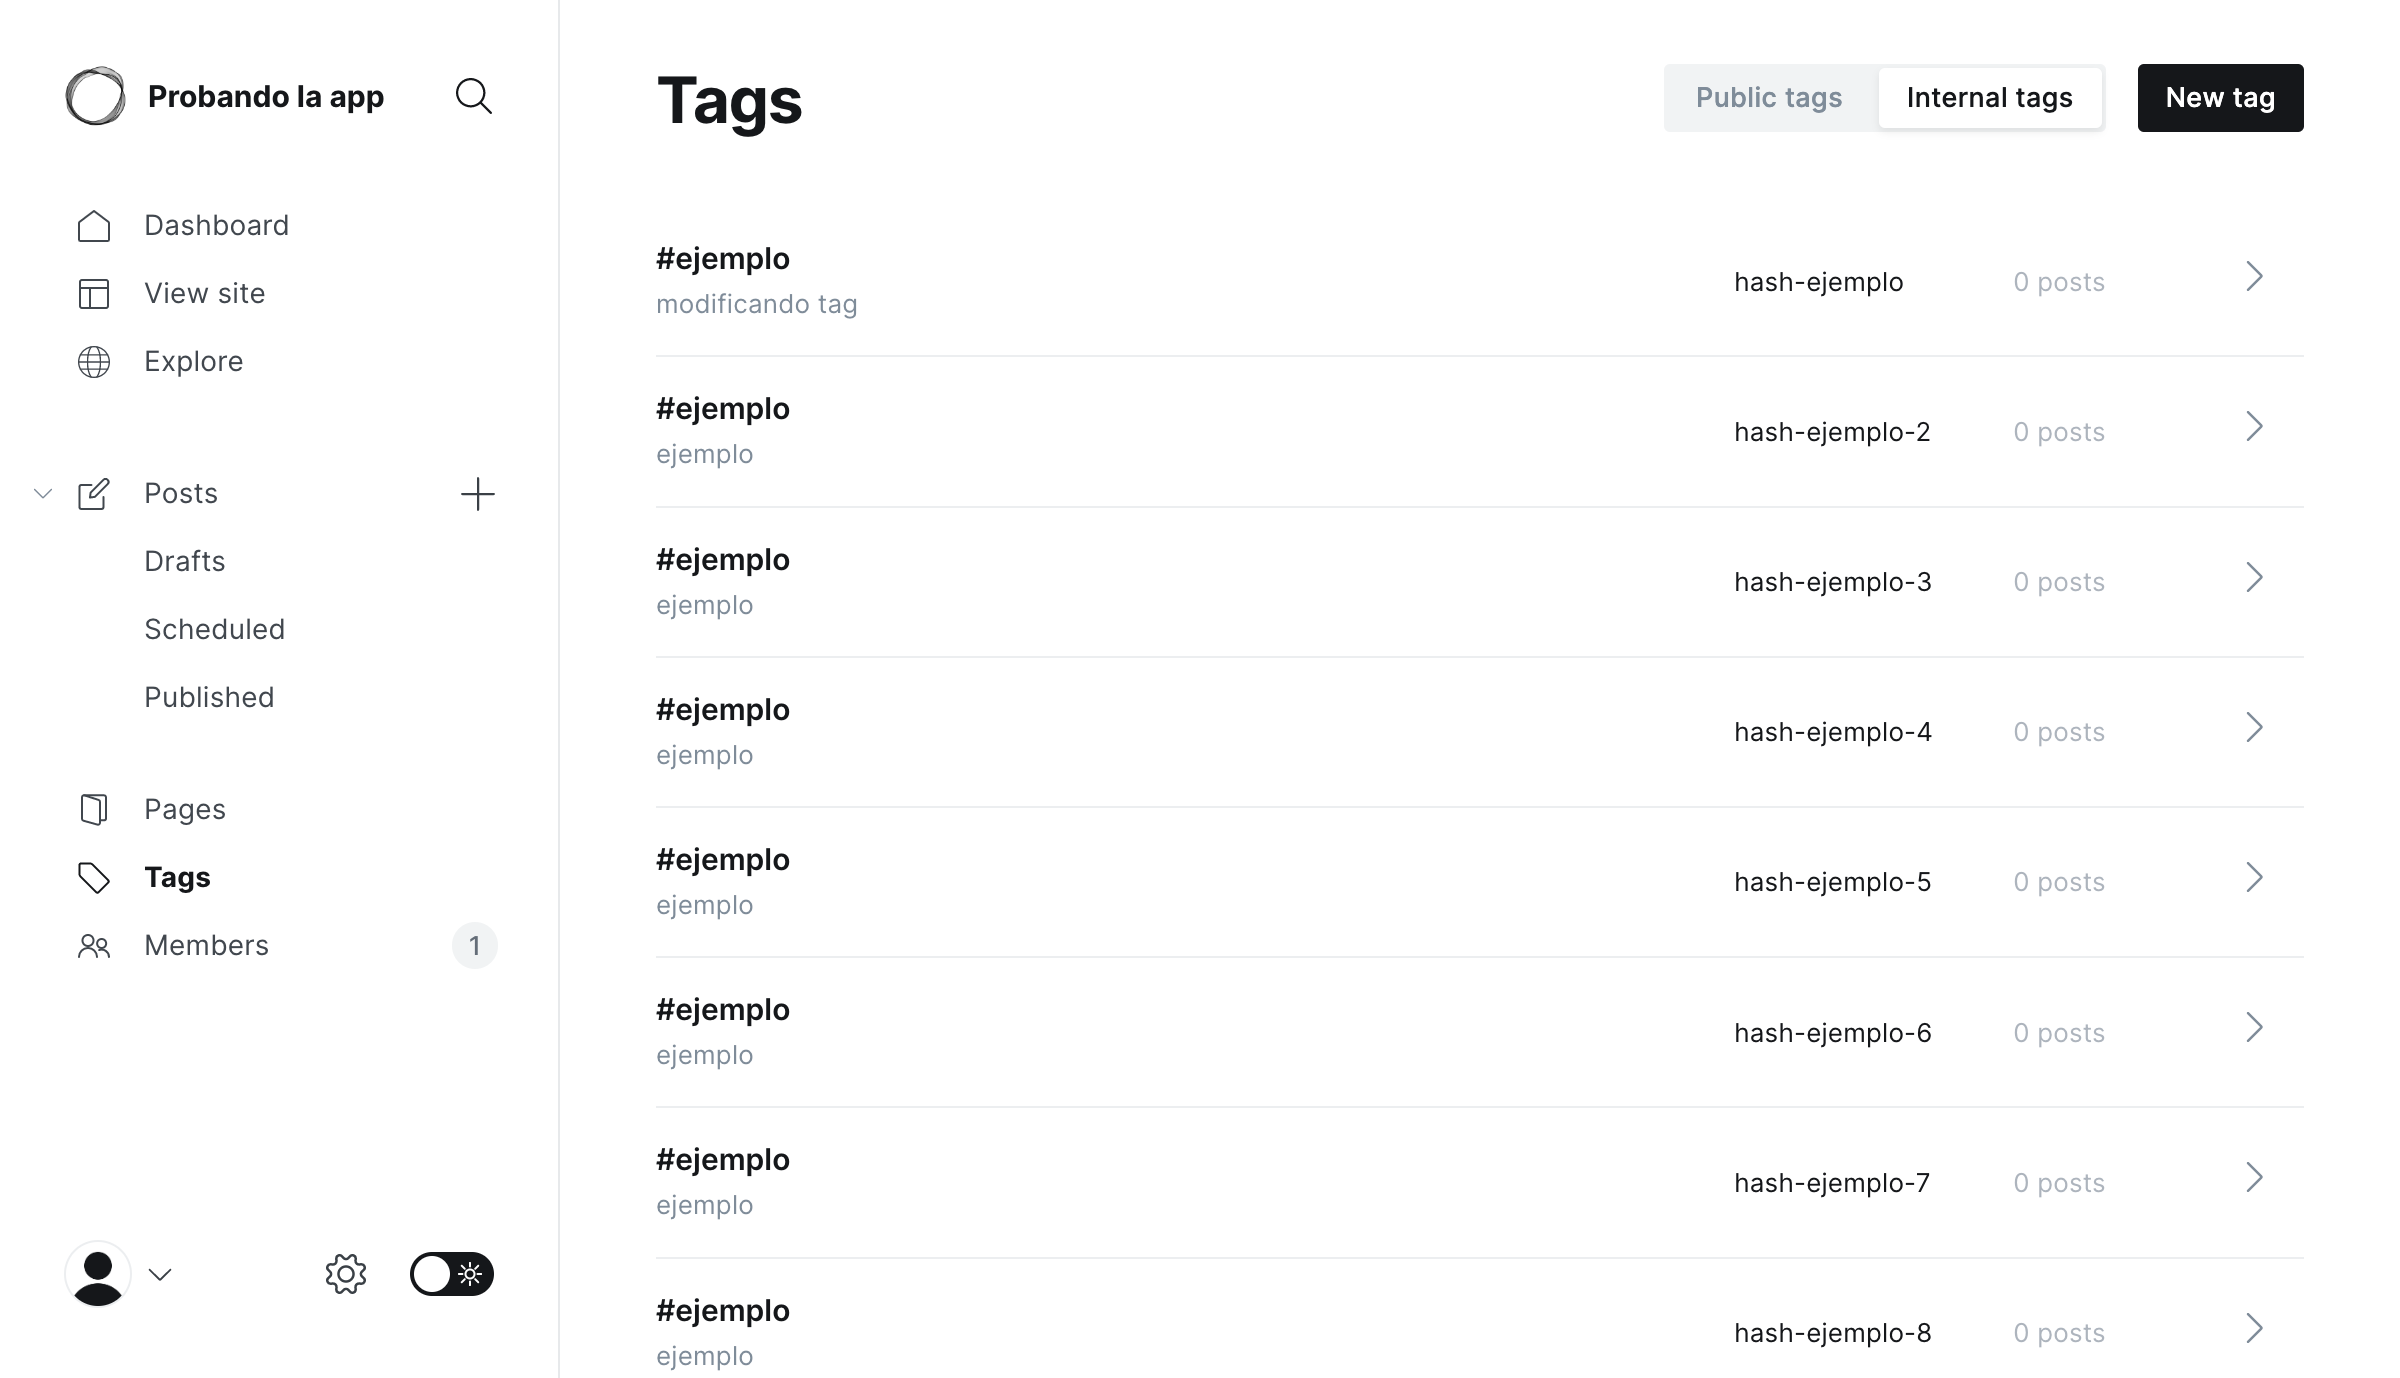 Probando la app
Dashboard
View site
Explore
Posts
Drafts
Scheduled
Published
Pages
Tags
Members 1
Tags
Public tags Internal tags New tag
#ejemplo
modificando tag
hash-ejemplo 0 posts
#ejemplo
ejemplo
hash-ejemplo-2 0 posts
#ejemplo
ejemplo
hash-ejemplo-3 0 posts
#ejemplo
ejemplo
hash-ejemplo-4 0 posts
#ejemplo
ejemplo
hash-ejemplo-5 0 posts
#ejemplo
ejemplo
hash-ejemplo-6 0 posts
#ejemplo
ejemplo
hash-ejemplo-7 0 posts
#ejemplo
ejemplo
hash-ejemplo-8 0 posts